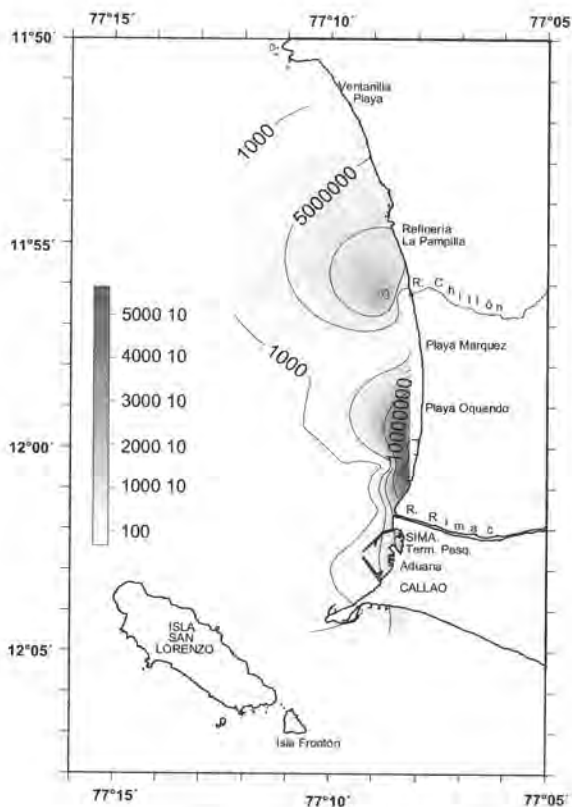 77°15´ 77°10´ 77°05
11°50´
Ventanilla
Playa
1000
5000000
11°55´
Refinería
La Pampilla
R. Chillón
5000 10
4000 10
3000 10
2000 10
1000 10
100
1000
Playa Marquez
Playa Oquando
10000000
12°00´
R. Rimac
SIMA.
Term. Pesq.
Aduana
CALLAO
12°05´
ISLA
SAN
LORENZO
Isla Frontón
77°15´ 77°10´ 77°05